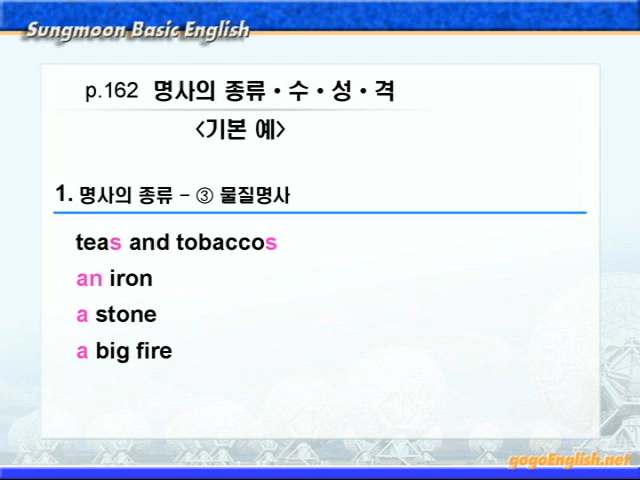 Sungmoon Basic English
p.162 명사의 종류 • 수 • 성 • 격
<기본 예>
1. 명사의 종류 - ③ 물질명사
teas and tobaccos
an iron
a stone
a big fire
gogoEnglish.net